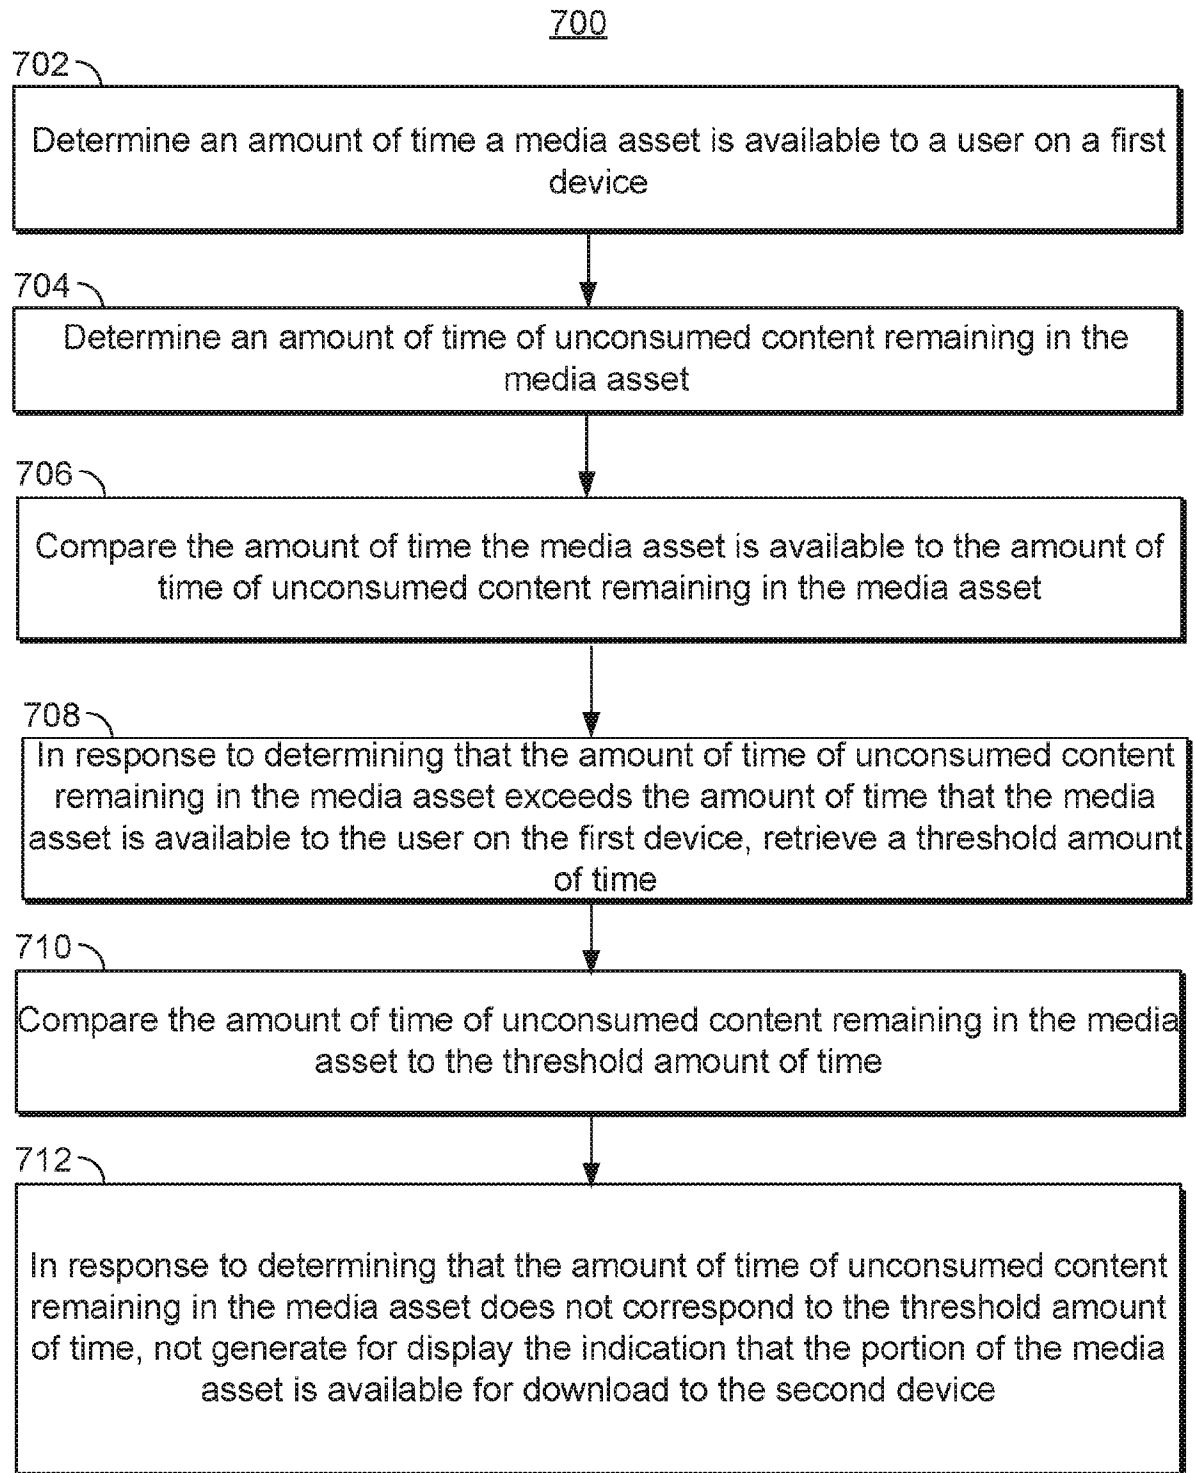 700
702
Determine an amount of time a media asset is available to a user on a first
device
704
Determine an amount of time of unconsumed content remaining in the
media asset
706
Compare the amount of time the media asset is available to the amount of
time of unconsumed content remaining in the media asset
708
In response to determining that the amount of time of unconsumed content
remaining in the media asset exceeds the amount of time that the media
asset is available to the user on the first device, retrieve a threshold amount
of time
710
Compare the amount of time of unconsumed content remaining in the media
asset to the threshold amount of time
712
In response to determining that the amount of time of unconsumed content
remaining in the media asset does not correspond to the threshold amount
of time, not generate for display the indication that the portion of the media
asset is available for download to the second device